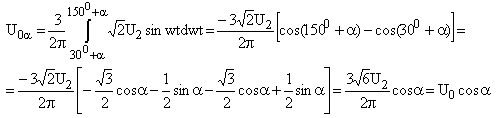 U₀α = 3/2π ∫_{30⁰+α}^{150⁰+α} √2U₂ sin wtdwt = −3√2U₂/2π [cos(150⁰ + α) − cos(30⁰ + α)] =
= −3√2U₂/2π [−√3/2 cosα − 1/2 sinα − √3/2 cosα + 1/2 sinα] = 3√6U₂/2π cosα = U₀ cosα